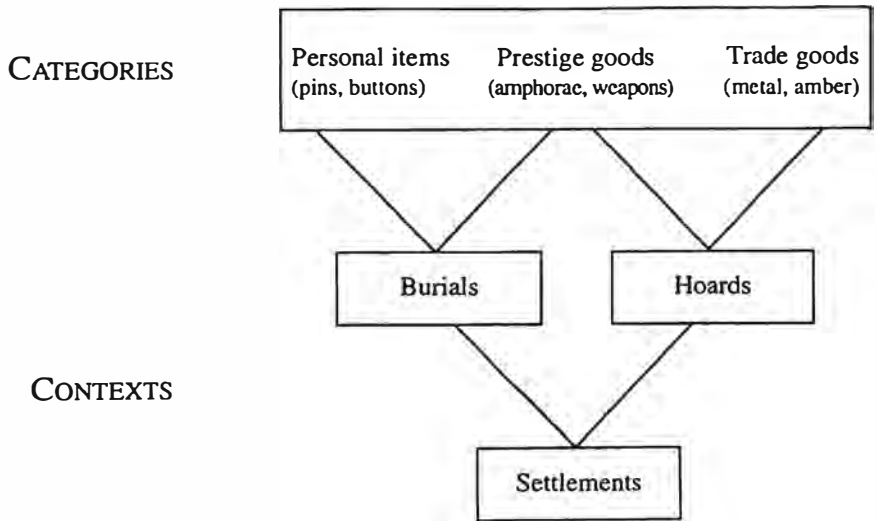 CATEGORIES
Personal items Prestige goods Trade goods
(pins, buttons) (amphorae, weapons) (metal, amber)
Burials Hoards
CONTEXTS
Settlements